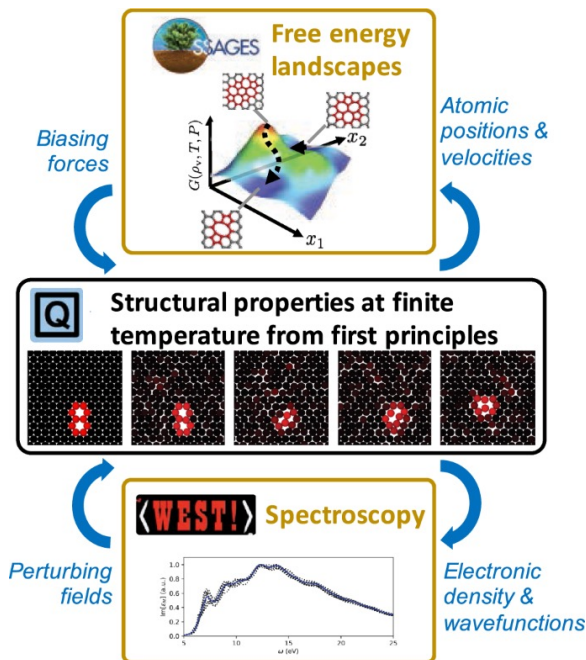 SSAGES
Free energy
landscapes
Biasing
forces
Atomic
positions &
velocities
G(ρᵥ, T, P)
x₂
x₁
Q
Structural properties at finite
temperature from first principles
<WEST!>
Spectroscopy
Perturbing
fields
Electronic
density &
wavefunctions
1.0
0.8
0.6
0.4
0.2
0.0
5
10
15
20
25
ω (eV)